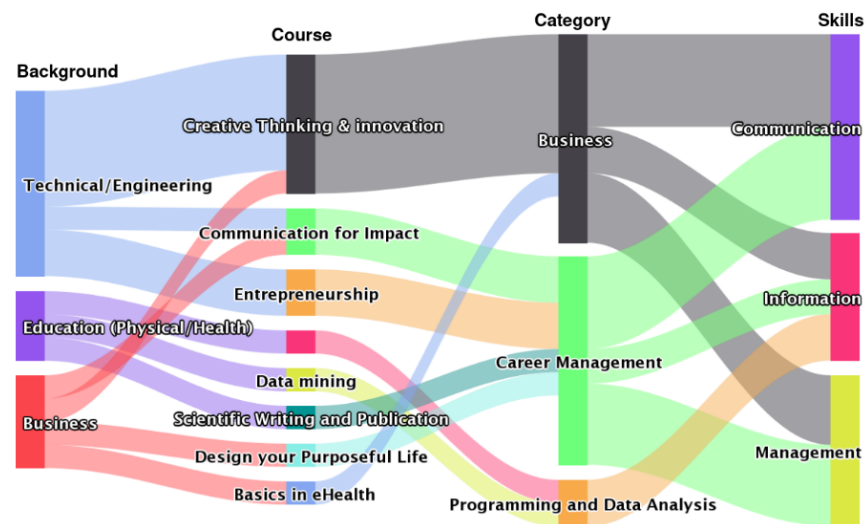 Background
Course
Category
Skills
Technical/Engineering
Education (Physical/Health)
Business
Creative Thinking & innovation
Communication for Impact
Entrepreneurship
Data mining
Scientific Writing and Publication
Design your Purposeful Life
Basics in eHealth
Business
Career Management
Programming and Data Analysis
Communication
Information
Management